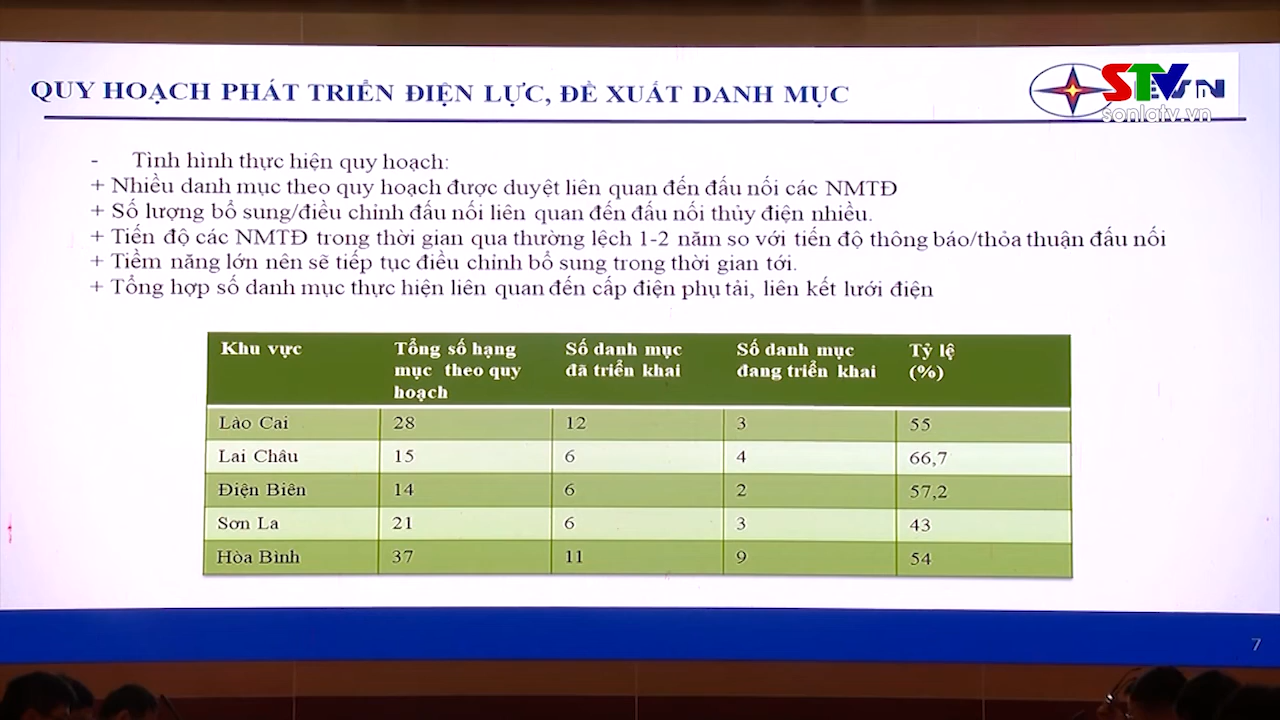 QUY HOẠCH PHÁT TRIỂN ĐIỆN LỰC, ĐỀ XUẤT DANH MỤC
STV
sonlatv.vn
- Tình hình thực hiện quy hoạch:
+ Nhiều danh mục theo quy hoạch được duyệt liên quan đến đấu nối các NMTĐ
+ Số lượng bổ sung/điều chỉnh đấu nối liên quan đến đấu nối thủy điện nhiều.
+ Tiến độ các NMTĐ trong thời gian qua thường lệch 1-2 năm so với tiến độ thông báo/thỏa thuận đấu nối
+ Tiềm năng lớn nên sẽ tiếp tục điều chỉnh bổ sung trong thời gian tới.
+ Tổng hợp số danh mục thực hiện liên quan đến cấp điện phụ tải, liên kết lưới điện
Khu vực Tổng số hạng mục theo quy hoạch Số danh mục đã triển khai Số danh mục đang triển khai Tỷ lệ (%)
Lào Cai 28 12 3 55
Lai Châu 15 6 4 66,7
Điện Biên 14 6 2 57,2
Sơn La 21 6 3 43
Hòa Bình 37 11 9 54
7